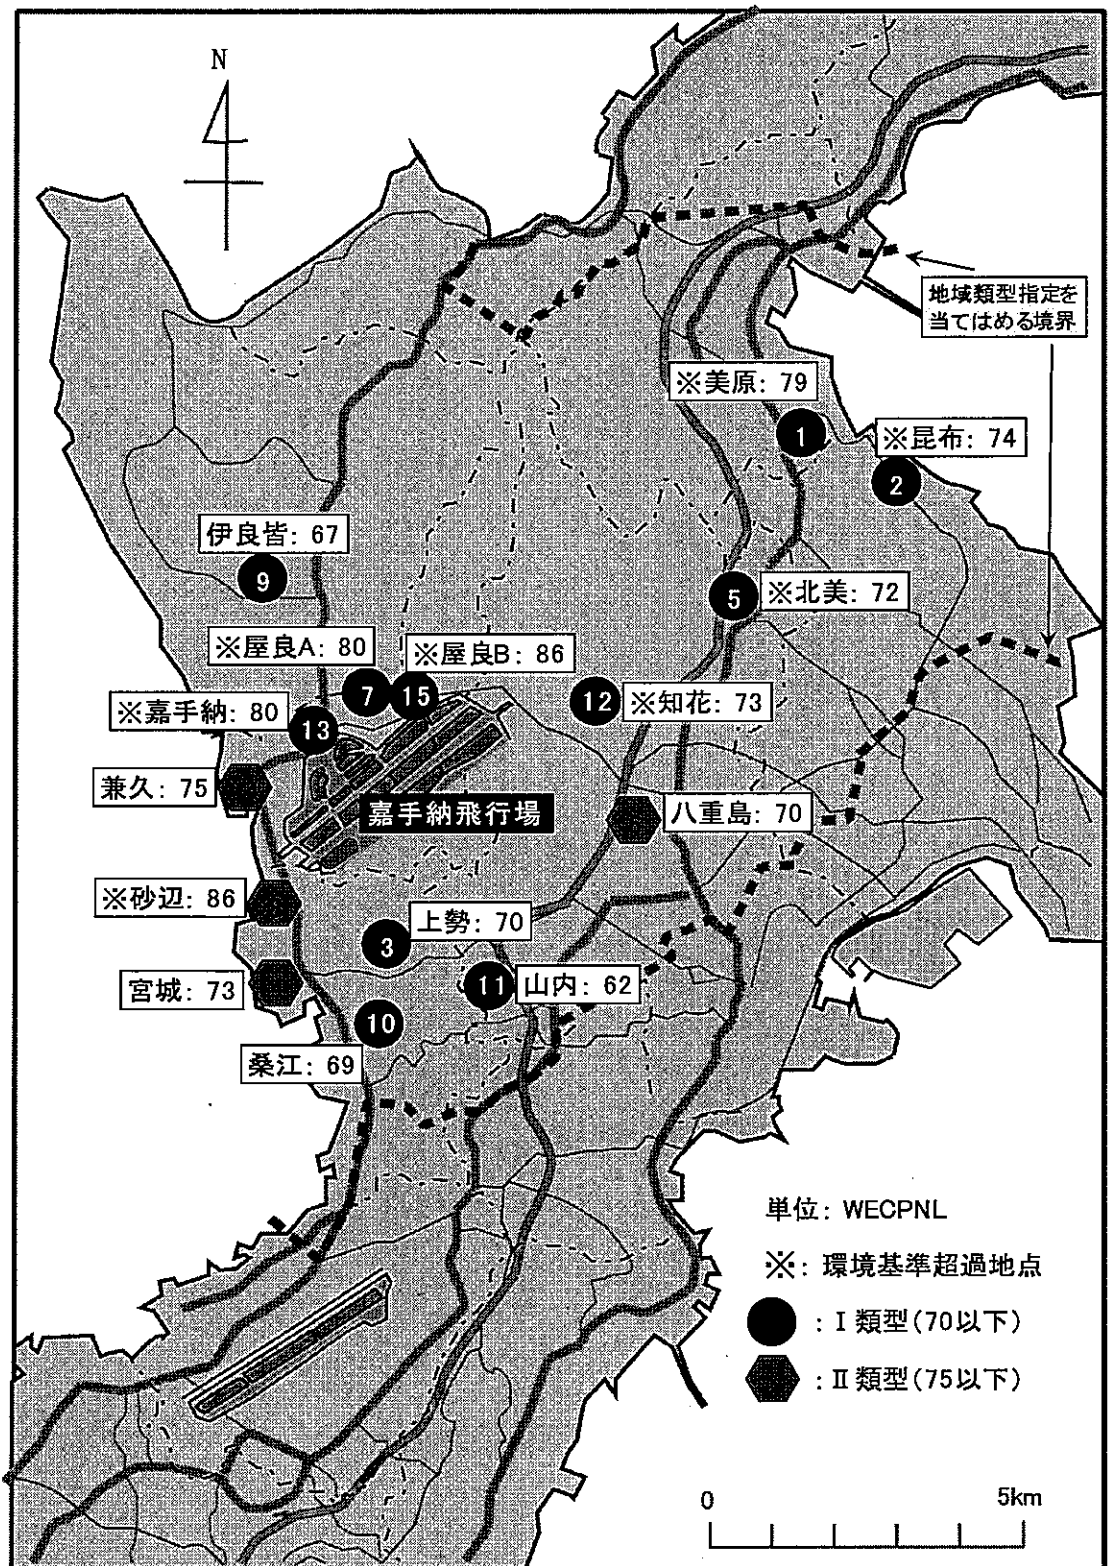 N
地域類型指定を
当てはめる境界
※美原: 79
1
※昆布: 74
2
伊良皆: 67
9
5
※北美: 72
※屋良A: 80
※屋良B: 86
7
15
12
※知花: 73
※嘉手納: 80
13
兼久: 75
嘉手納飛行場
八重島: 70
※砂辺: 86
上勢: 70
3
宮城: 73
11
山内: 62
10
桑江: 69
単位: WECPNL
※: 環境基準超過地点
: Ⅰ類型(70以下)
: Ⅱ類型(75以下)
0
5km